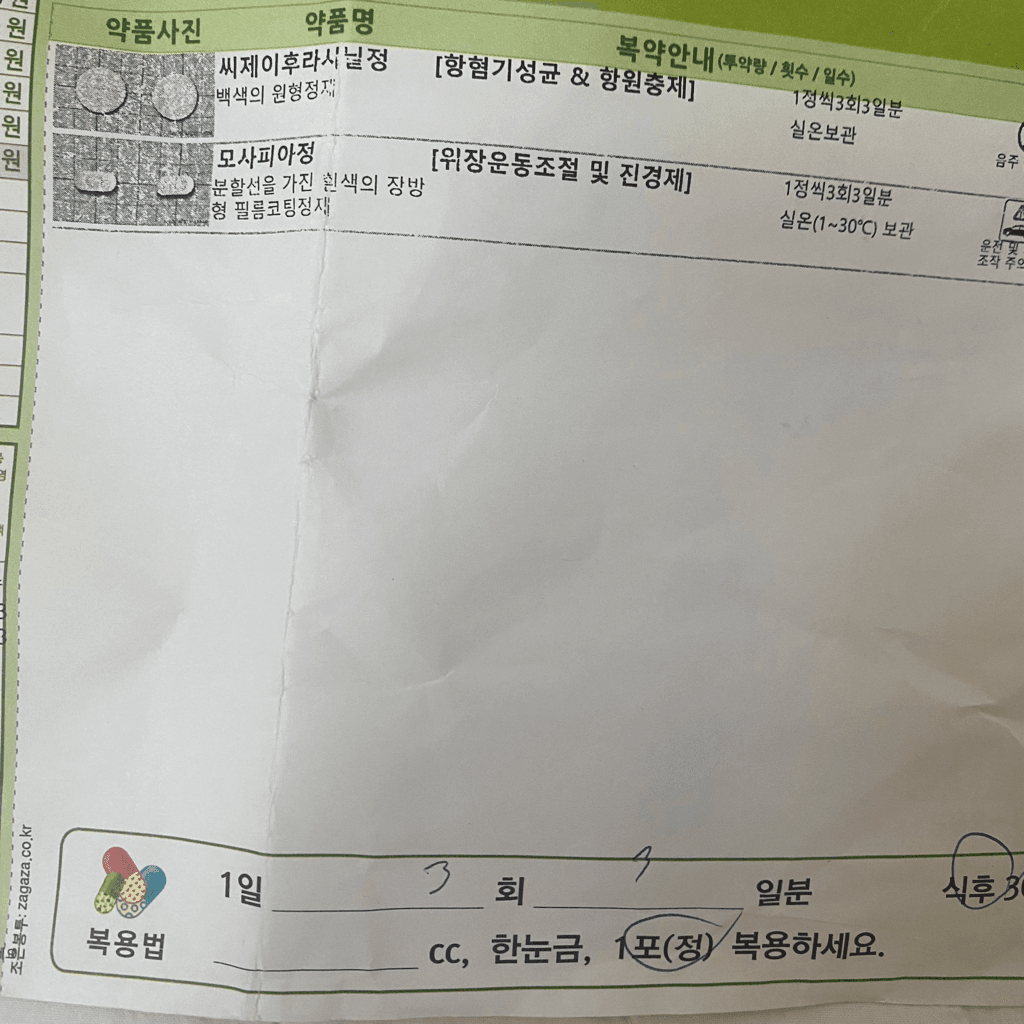 원
원
원
원
원
약품사진 약품명 복약안내(투약량 / 횟수 / 일수)
씨제이후라시닐정 [항혐기성균 & 항원충제] 1정씩3회3일분
백색의 원형정제 실온보관
음주
모사피아정 [위장운동조절 및 진경제] 1정씩3회3일분
분할선을 가진 흰색의 장방
형 필름코팅정제 실온(1~30℃) 보관
운전 및
조작 주의
조은봉투: zagaza.co.kr
복용법
1일 3 회 3 일분 식후 30
cc, 한눈금, 1포(정) 복용하세요.